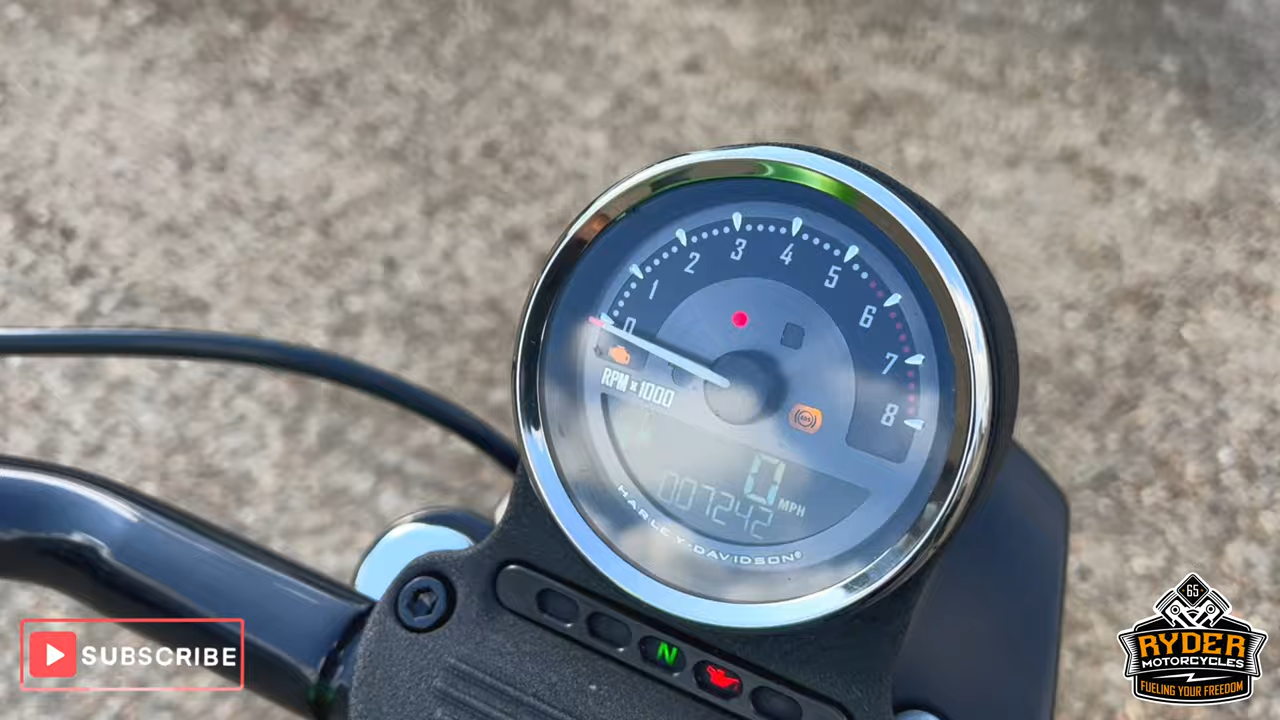 0
1
2
3
4
5
6
7
8
RPM x 1000
ABS
0 MPH
007242
HARLEY-DAVIDSON®
N
SUBSCRIBE
65
RYDER
MOTORCYCLES
FUELING YOUR FREEDOM